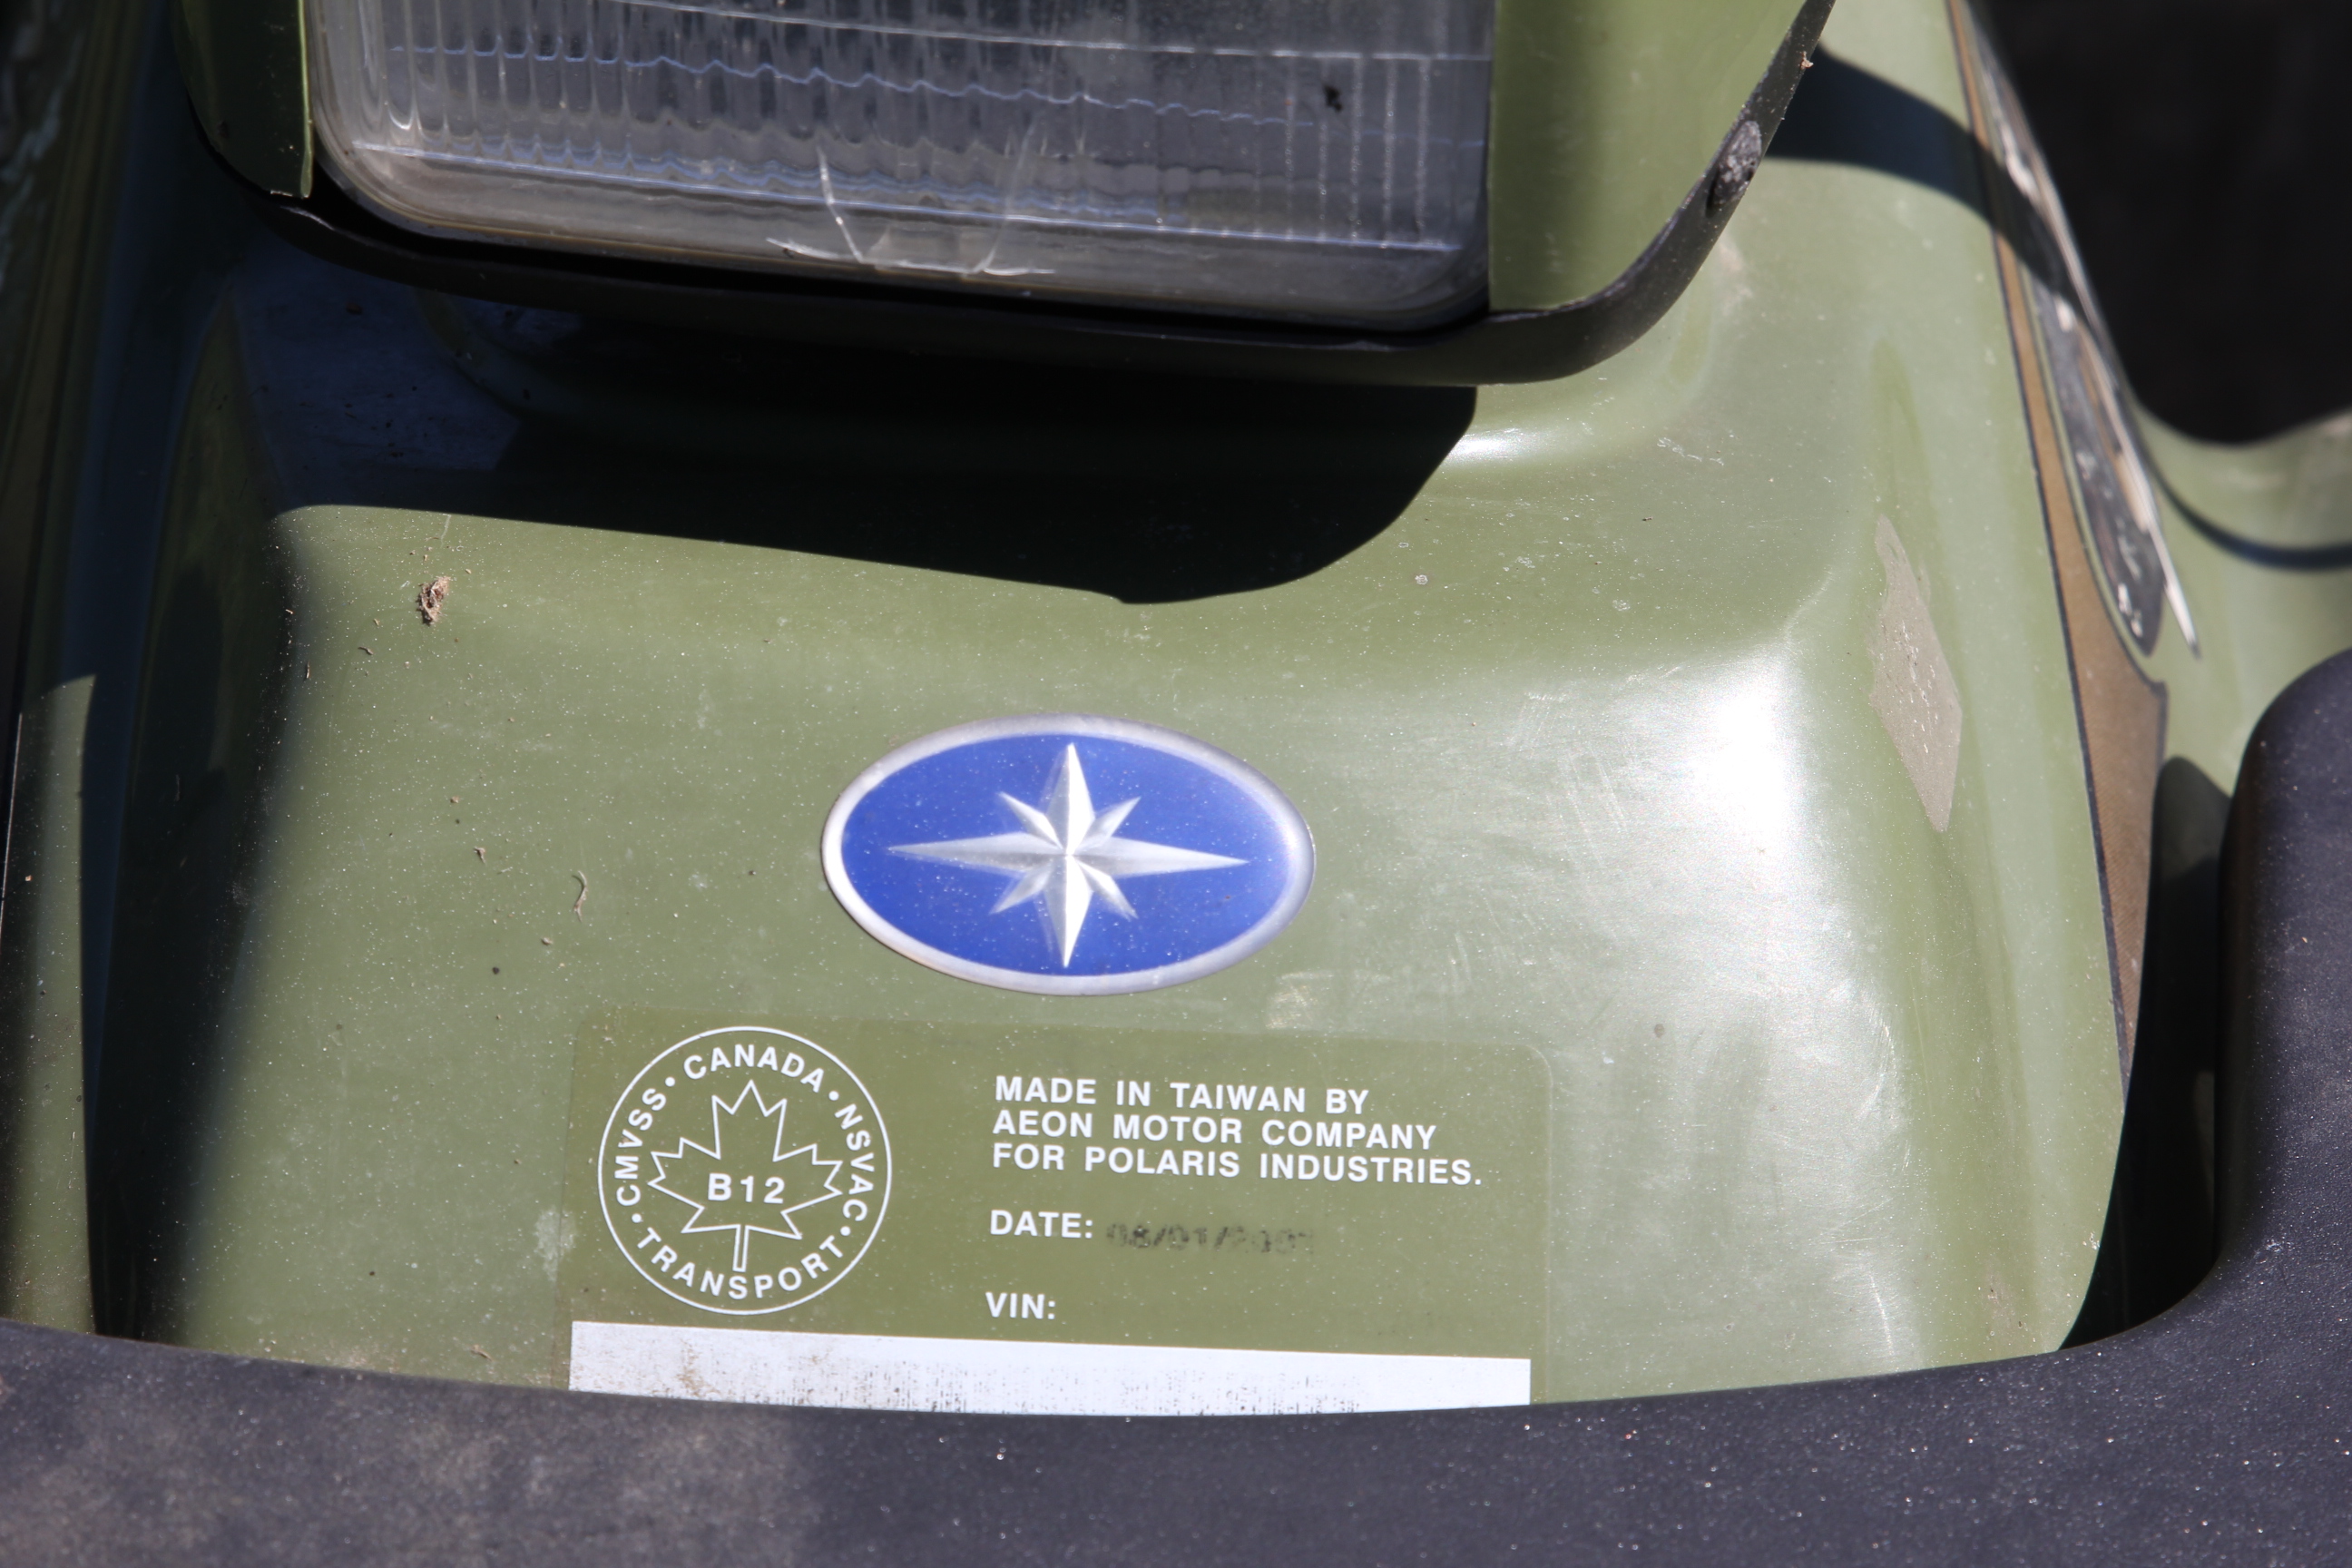 • CANADA •
NSVAC •
TRANSPORT
• CMVSS
B12
MADE IN TAIWAN BY
AEON MOTOR COMPANY
FOR POLARIS INDUSTRIES.
DATE:
VIN: